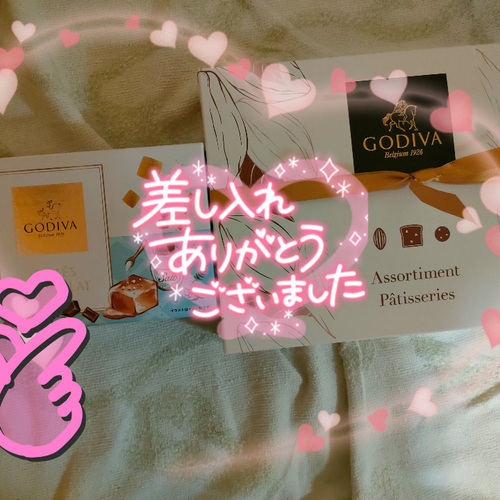 差し入れ
ありがとう
ございました
GODIVA
Belgium 1926
Assortiment
Pâtisseries
GODIVA